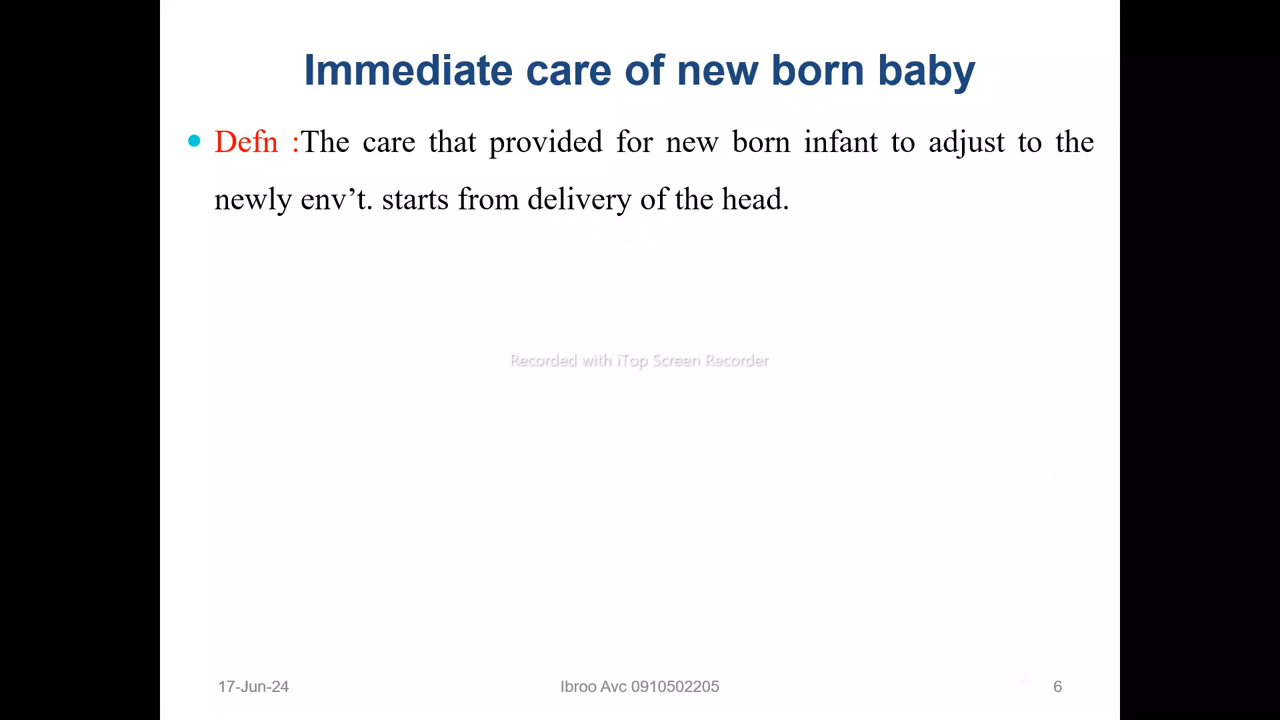 Immediate care of new born baby
• Defn :The care that provided for new born infant to adjust to the
newly env’t. starts from delivery of the head.
Recorded with iTop Screen Recorder
17-Jun-24
Ibroo Avc 0910502205
6